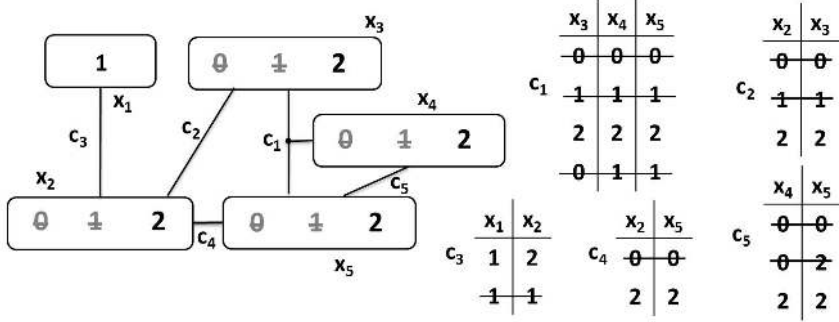 x3
1
0 1 2
x1
x4
c3
c2
c1
0 1 2
x2
c5
0 1 2
c4
0 1 2
x5
x3 x4 x5
0 0 0
c1
1 1 1
2 2 2
0 1 1
x2 x3
0 0
c2
1 1
2 2
x1 x2
c3
1 2
1 1
x2 x5
c4
0 0
2 2
x4 x5
0 0
c5
0 2
2 2